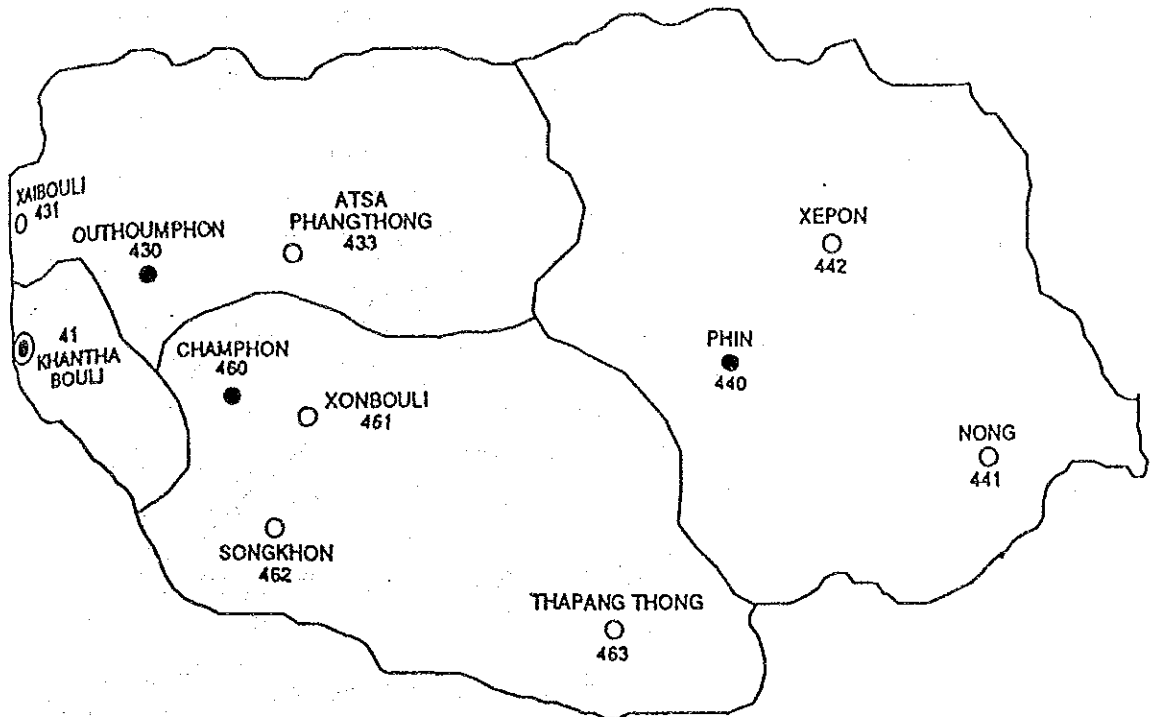 XAIBOULI
431
OUTHOUMPHON
430
ATSA
PHANGTHONG
433
XEPON
442
41
KHANTHA
BOULI
CHAMPHON
460
XONBOULI
461
PHIN
440
NONG
441
SONGKHON
462
THAPANG THONG
463